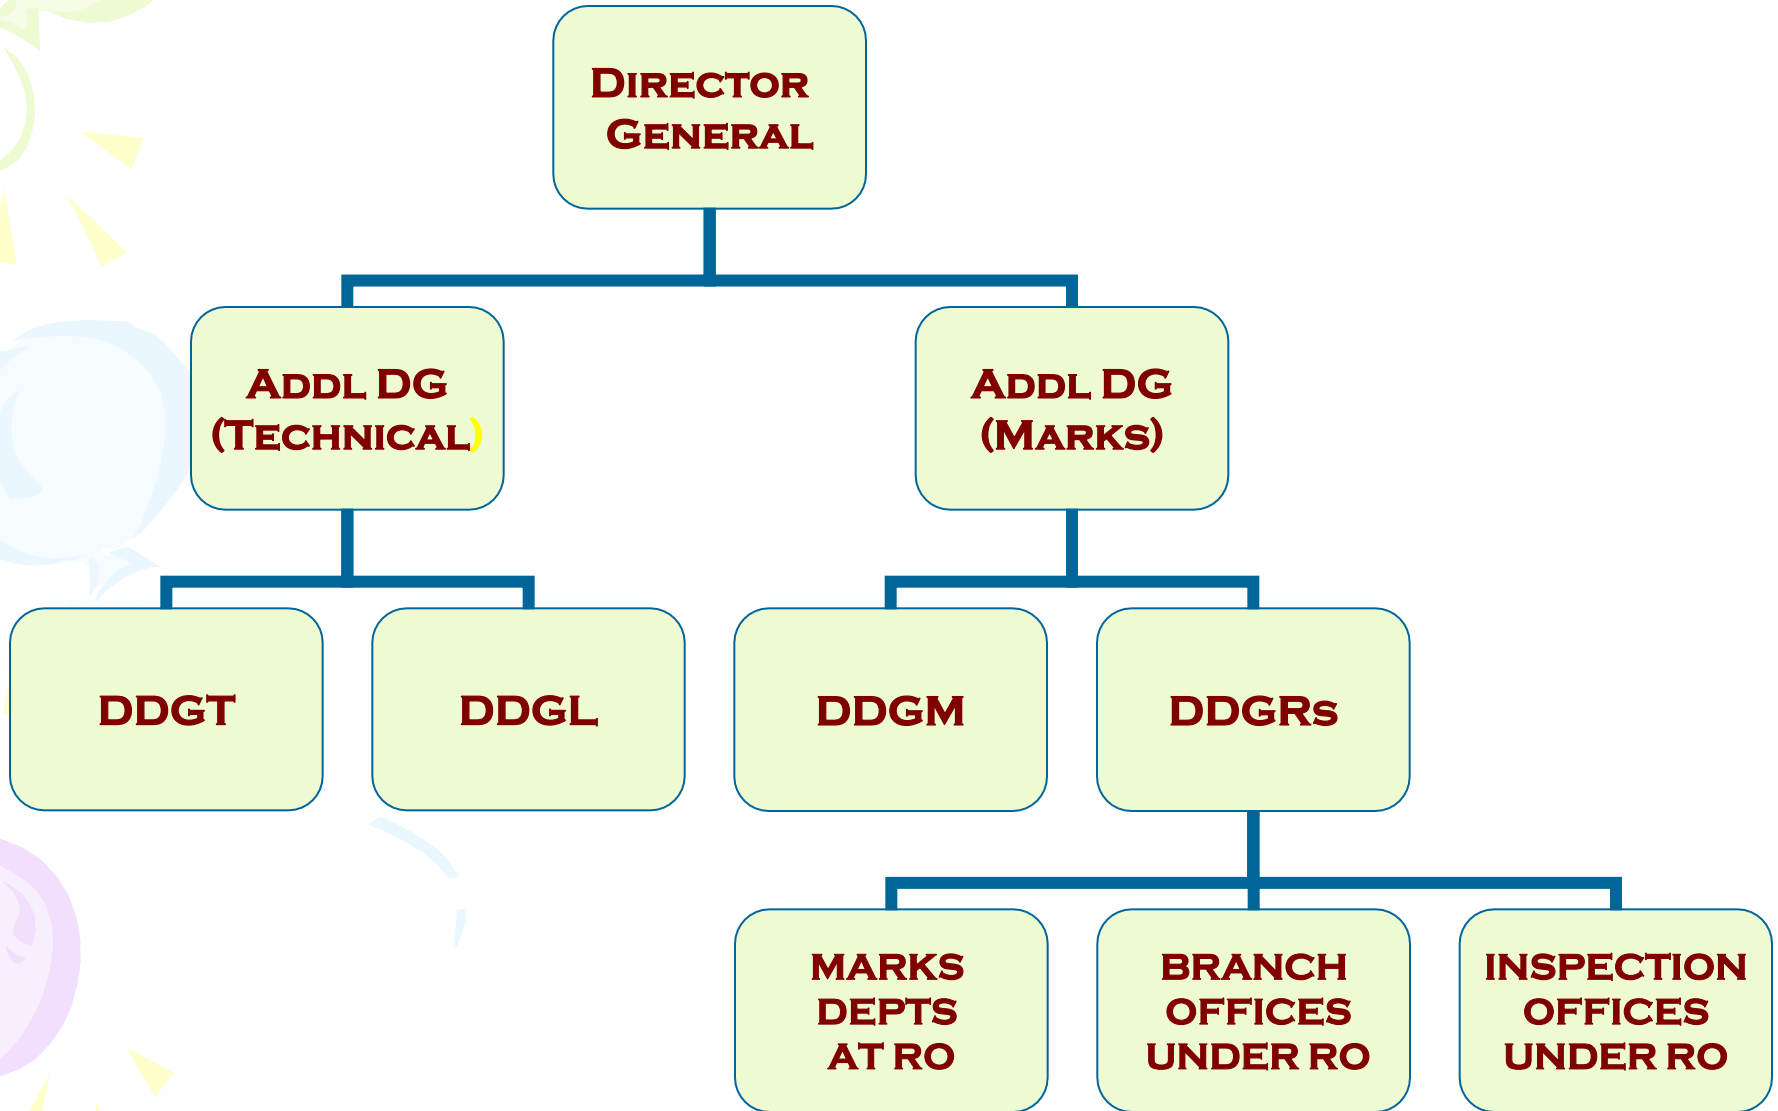 Director
General
Addl DG
(Technical)
Addl DG
(Marks)
DDGT
DDGL
DDGM
DDGRs
MARKS
DEPTS
AT RO
BRANCH
OFFICES
UNDER RO
INSPECTION
OFFICES
UNDER RO